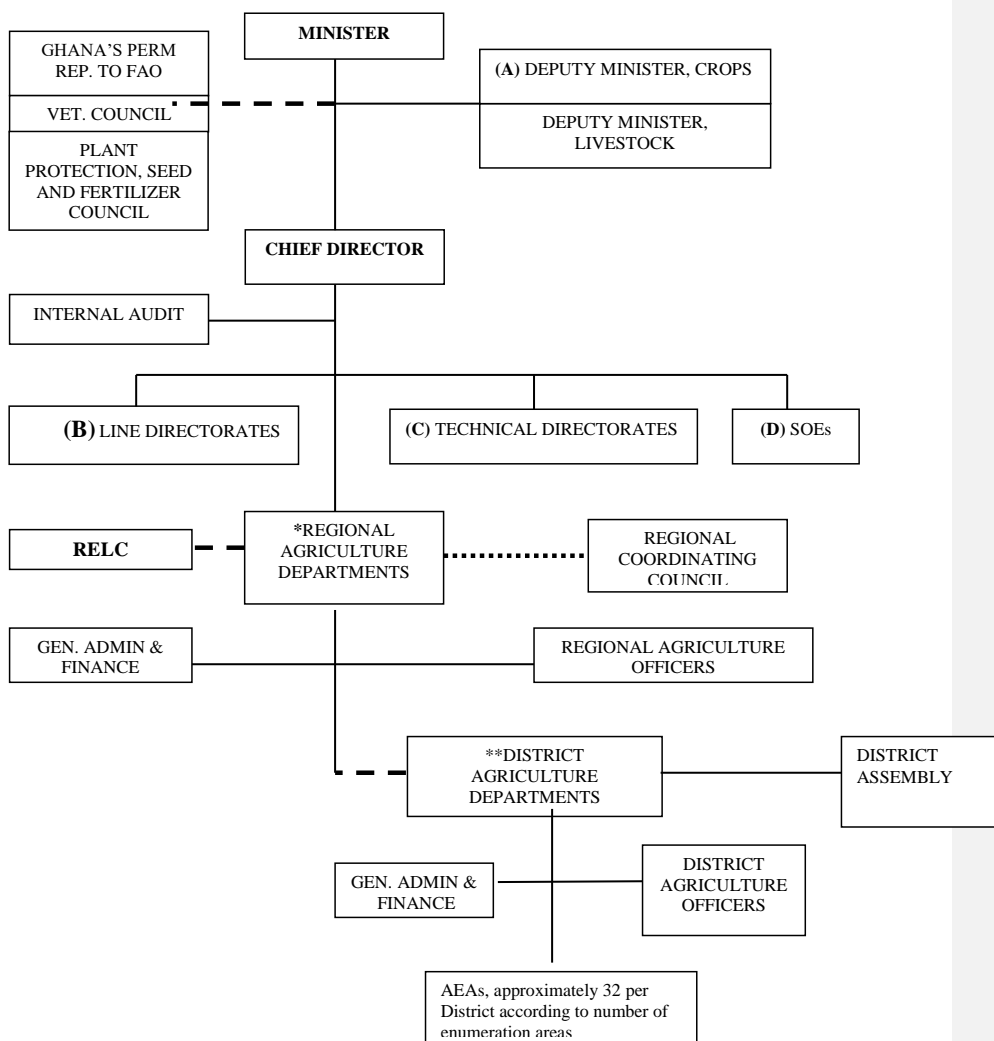 MINISTER
GHANA'S PERM
REP. TO FAO
VET. COUNCIL
PLANT
PROTECTION, SEED
AND FERTILIZER
COUNCIL
(A) DEPUTY MINISTER, CROPS
DEPUTY MINISTER,
LIVESTOCK
CHIEF DIRECTOR
INTERNAL AUDIT
(B) LINE DIRECTORATES
(C) TECHNICAL DIRECTORATES
(D) SOEs
RELC
*REGIONAL
AGRICULTURE
DEPARTMENTS
REGIONAL
COORDINATING
COUNCIL
GEN. ADMIN &
FINANCE
REGIONAL AGRICULTURE
OFFICERS
**DISTRICT
AGRICULTURE
DEPARTMENTS
DISTRICT
ASSEMBLY
GEN. ADMIN &
FINANCE
DISTRICT
AGRICULTURE
OFFICERS
AEAs, approximately 32 per
District according to number of
enumeration areas